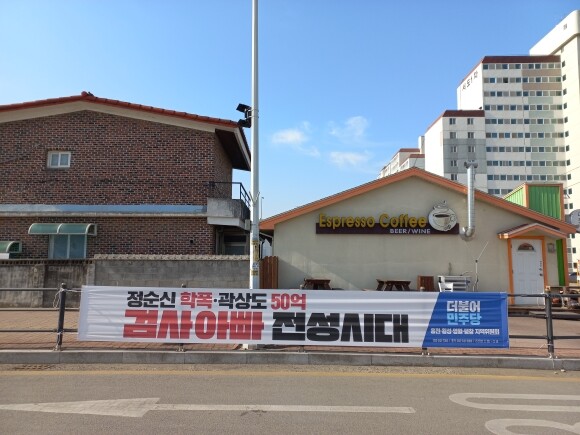 Espresso Coffee
BEER / WINE
정순신 학폭·곽상도 50억
검사아빠 전성시대
더불어
민주당